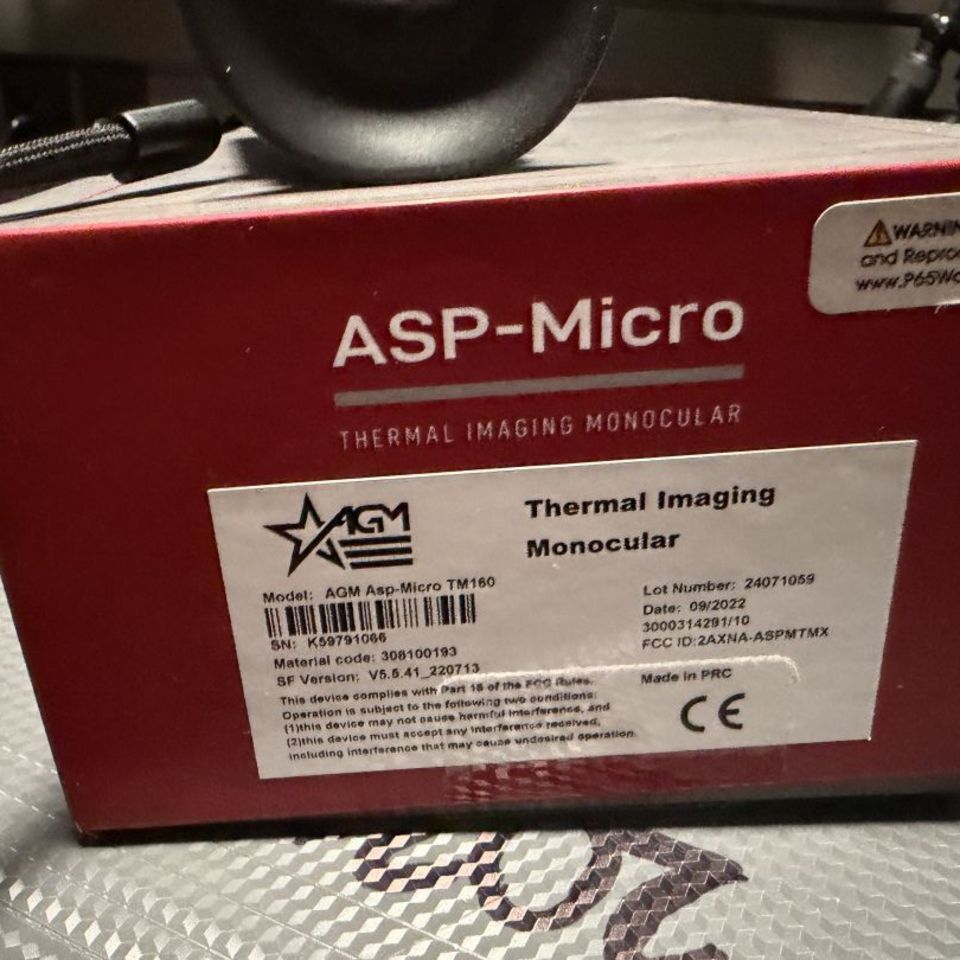 ⚠WARNIN
and Repro
www.P65Wa
ASP-Micro
THERMAL IMAGING MONOCULAR
AGM
Thermal Imaging
Monocular
Model: AGM Asp-Micro TM160
SN: K59791066
Material code: 308100193
SF Version: V5.5.41_220713
Lot Number: 24071059
Date: 09/2022
3000314291/10
FCC ID:2AXNA-ASPMTMX
Made in PRC
CE
This device complies with Part 15 of the FCC Rules.
Operation is subject to the following two conditions:
(1)this device may not cause harmful interference, and
(2)this device must accept any interference received,
including interference that may cause undesired operation.